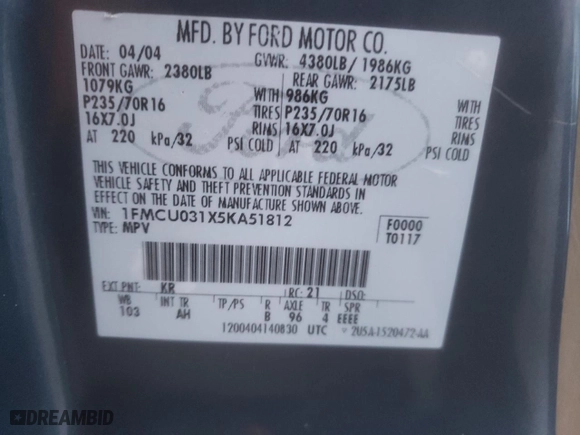 MFD. BY FORD MOTOR CO.
DATE: 04/04 GVWR: 4380LB/ 1986KG
FRONT GAWR: 2380LB REAR GAWR: 2175LB
1079KG WITH 986KG WITH
P235/70R16 TIRES P235/70R16 TIRES
16X7.0J RIMS 16X7.0J RIMS
AT 220 kPa/32 PSI COLD AT 220 kPa/32 PSI COLD
THIS VEHICLE CONFORMS TO ALL APPLICABLE FEDERAL MOTOR
VEHICLE SAFETY AND THEFT PREVENTION STANDARDS IN
EFFECT ON THE DATE OF MANUFACTURE SHOWN ABOVE.
VIN: 1FMCU031X5KA51812 F0000
TYPE: MPV T0117
EXT PNT: KR RC: 21 DSO:
WB INT TR TP/PS R AXLE TR SPR
103 AH B 96 4 EEEE
1200404140830 UTC 2U5A-1520472-AA
Ford
DREAMBID